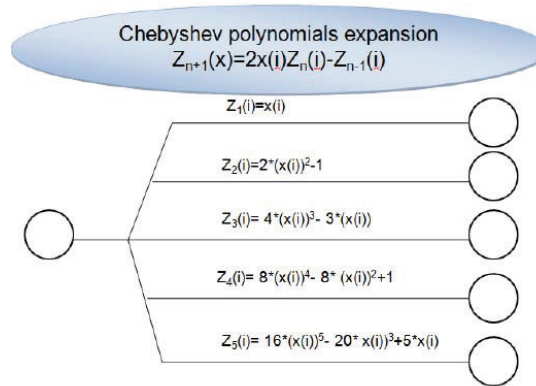 Chebyshev polynomials expansion
Zn+1(x)=2x(i)Zn(i)-Zn-1(i)
Z1(i)=x(i)
Z2(i)=2*(x(i))2-1
Z3(i)= 4*(x(i))3- 3*(x(i))
Z4(i)= 8*(x(i))4- 8* (x(i))2+1
Z5(i)= 16*(x(i))5- 20* x(i))3+5*x(i)